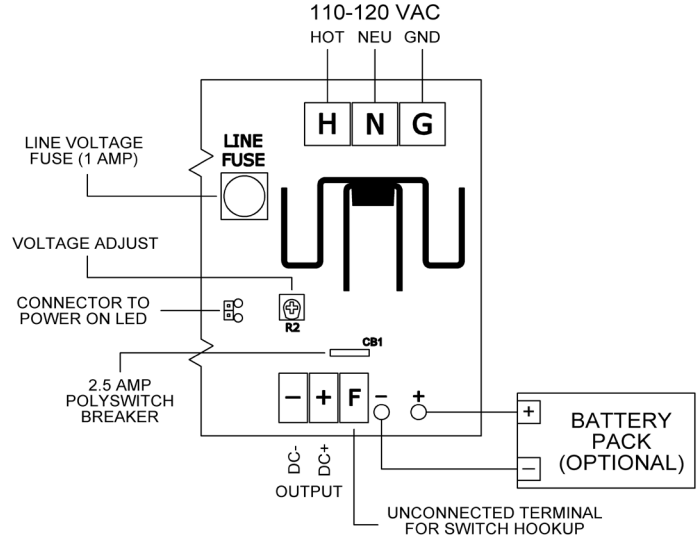 110-120 VAC
HOT NEU GND
H N G
LINE VOLTAGE
FUSE (1 AMP)
LINE
FUSE
VOLTAGE ADJUST
CONNECTOR TO
POWER ON LED
R2
CB1
2.5 AMP
POLYSWITCH
BREAKER
− + F − +
DC-
DC+
OUTPUT
+
−
BATTERY
PACK
(OPTIONAL)
UNCONNECTED TERMINAL
FOR SWITCH HOOKUP